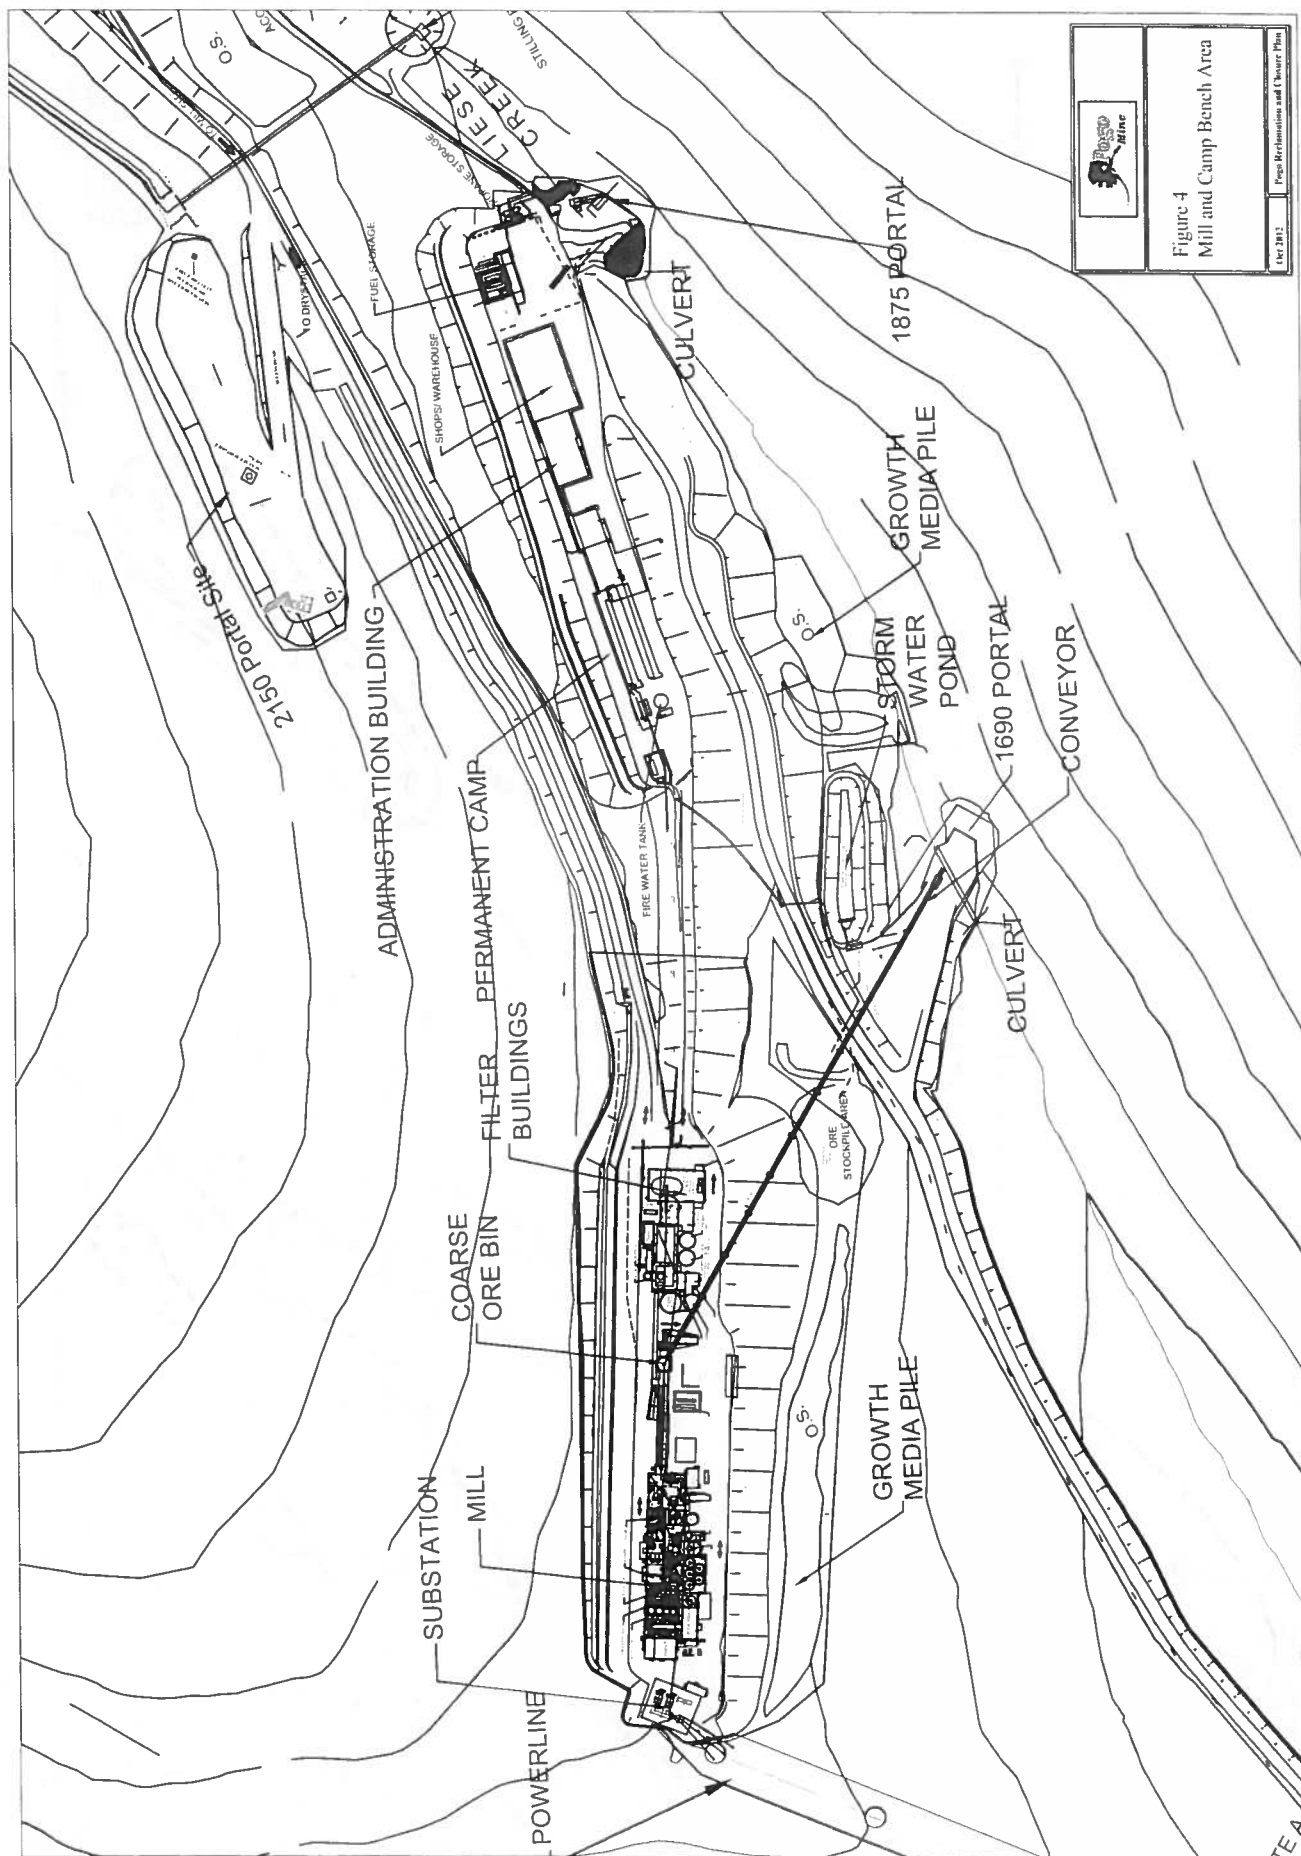 POWERLINE
SUBSTATION
MILL
COARSE
ORE BIN
FILTER
BUILDINGS
PERMANENT CAMP
ADMINISTRATION BUILDING
2150 Portal Site
SHOPS/ WAREHOUSE
FUEL STORAGE
O.S.
LIESE
CREEK
FIRE WATER TANK
ORE
STOCKPILE AREA
CULVERT
1875 PORTAL
GROWTH
MEDIA PILE
O.S.
STORM
WATER
POND
1690 PORTAL
CONVEYOR
CULVERT
GROWTH
MEDIA PILE
O.S.
Pogo
Mine
Figure 4
Mill and Camp Bench Area
Pogo Reclamation and Closure Plan